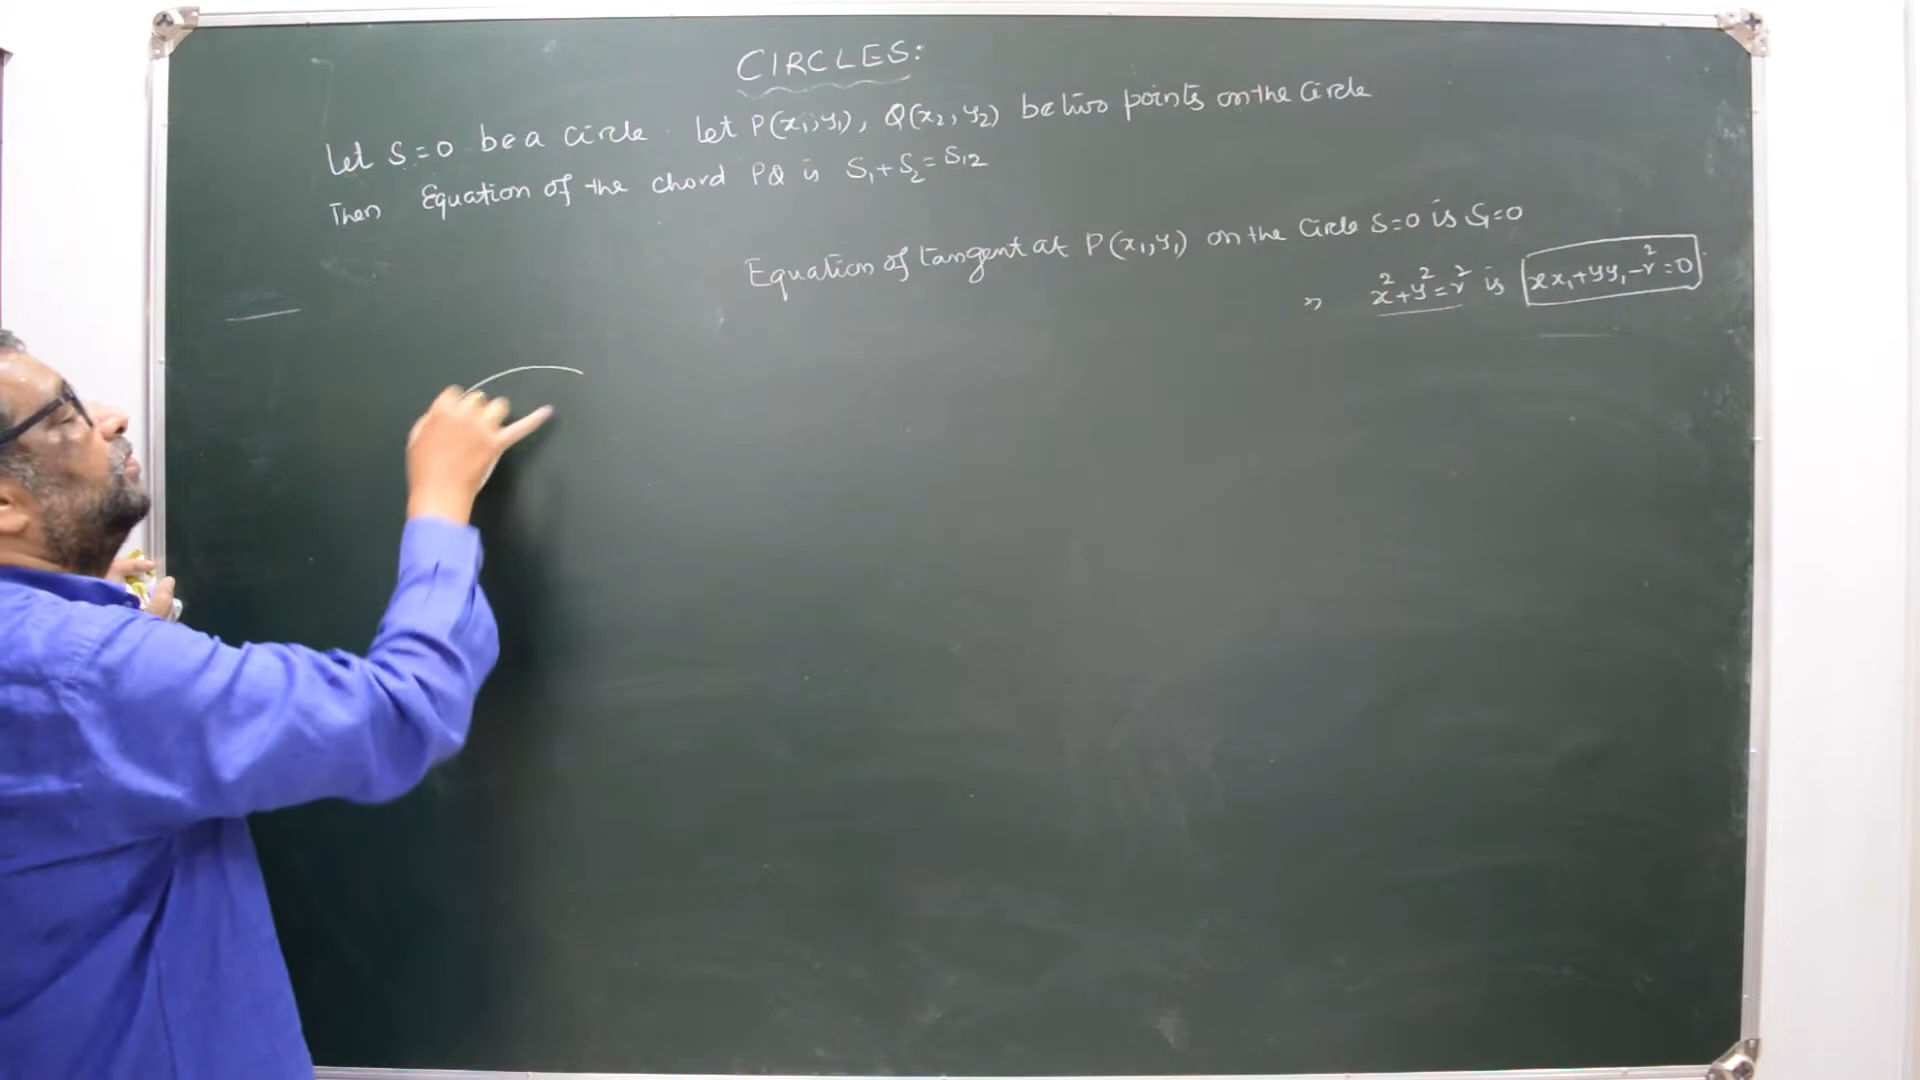 CIRCLES:
Let S=0 be a circle. Let P(x₁,y₁), Q(x₂,y₂) be two points on the circle
Then Equation of the chord PQ is S₁+S₂=S₁₂
Equation of tangent at P(x₁,y₁) on the circle S=0 is S₁=0
" x²+y²=r² is xx₁+yy₁-r²=0